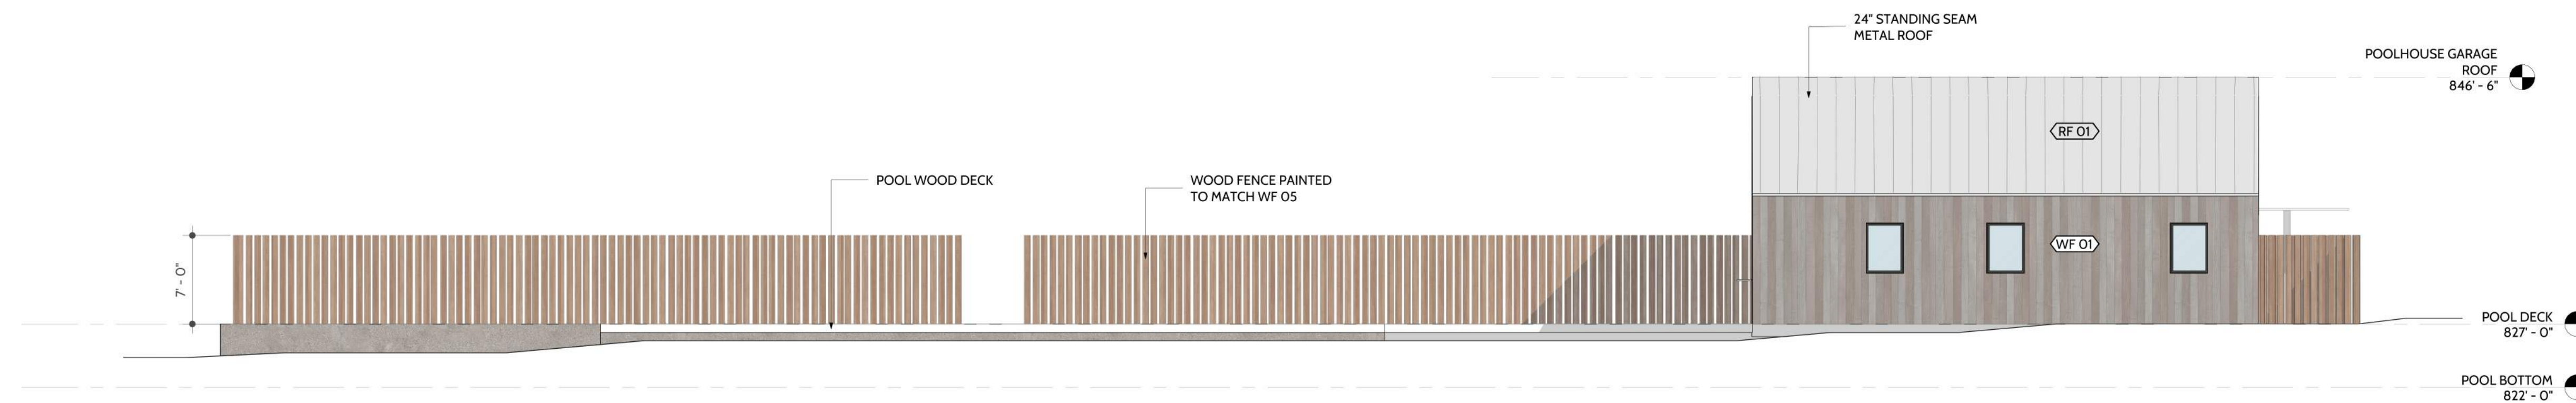 24" STANDING SEAM
METAL ROOF
POOLHOUSE GARAGE
ROOF
846' - 6"
RF 01
POOL WOOD DECK
WOOD FENCE PAINTED
TO MATCH WF 05
WF 01
7' - 0"
POOL DECK
827' - 0"
POOL BOTTOM
822' - 0"